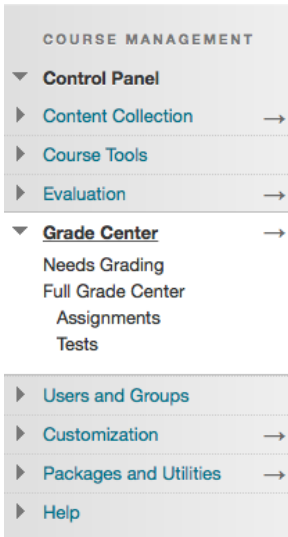 COURSE MANAGEMENT
Control Panel
Content Collection
Course Tools
Evaluation
Grade Center
Needs Grading
Full Grade Center
Assignments
Tests
Users and Groups
Customization
Packages and Utilities
Help